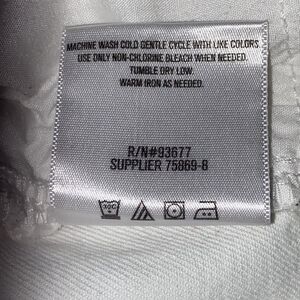 MACHINE WASH COLD GENTLE CYCLE WITH LIKE COLORS
USE ONLY NON-CHLORINE BLEACH WHEN NEEDED.
TUMBLE DRY LOW.
WARM IRON AS NEEDED.
R/N#93677
SUPPLIER 75869-8